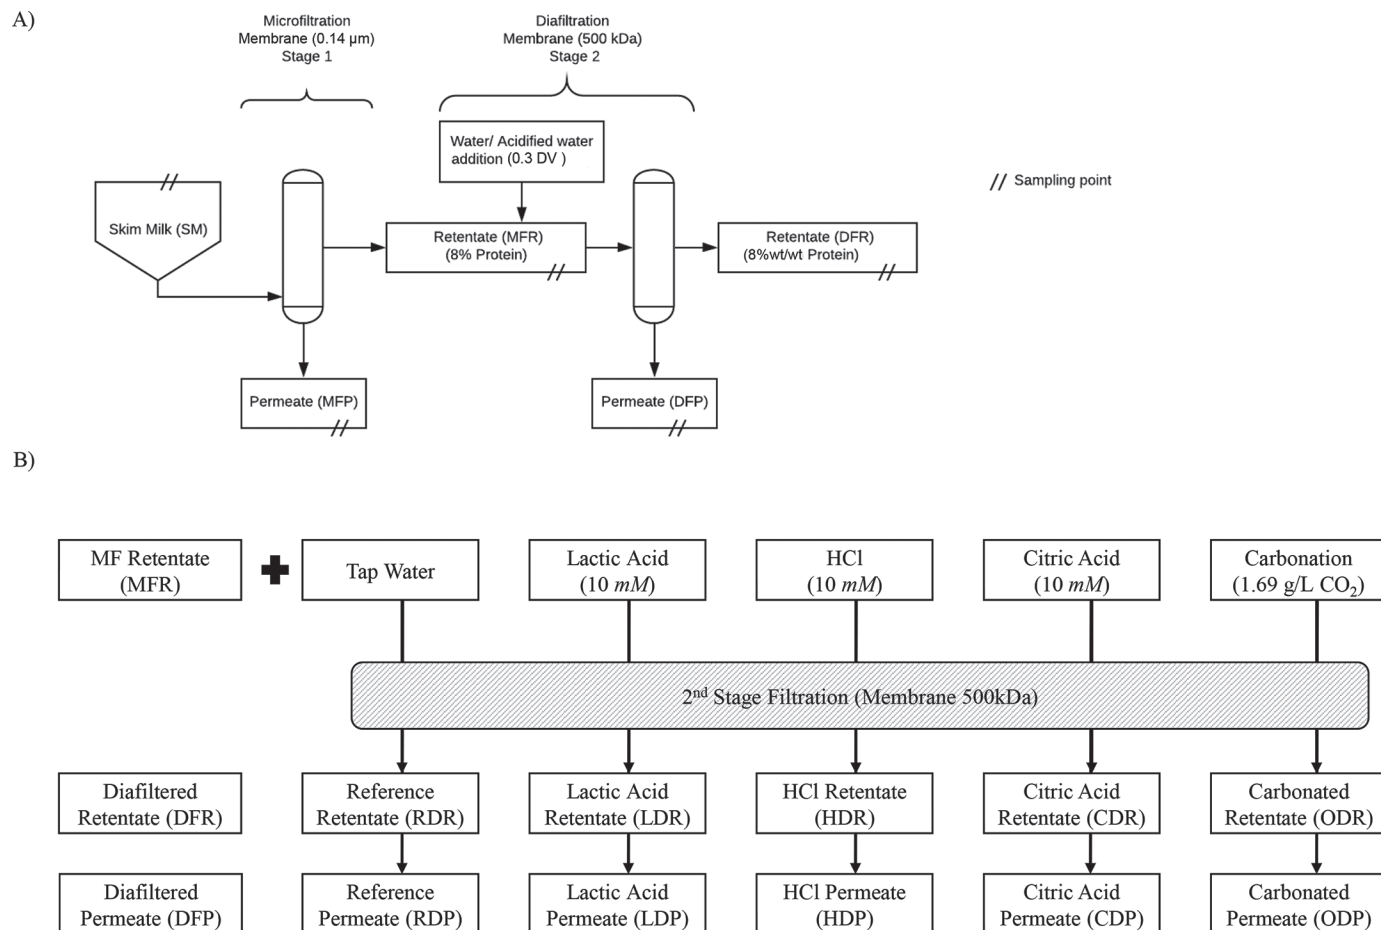 A)
Microfiltration
Membrane (0.14 µm)
Stage 1
Diafiltration
Membrane (500 kDa)
Stage 2
Water/ Acidified water
addition (0.3 DV )
// Sampling point
Skim Milk (SM)
Retentate (MFR)
(8% Protein)
Retentate (DFR)
(8%wt/wt Protein)
Permeate (MFP)
Permeate (DFP)
B)
MF Retentate
(MFR)
Tap Water
Lactic Acid
(10 mM)
HCl
(10 mM)
Citric Acid
(10 mM)
Carbonation
(1.69 g/L CO₂)
2ⁿᵈ Stage Filtration (Membrane 500kDa)
Diafiltered
Retentate (DFR)
Reference
Retentate (RDR)
Lactic Acid
Retentate (LDR)
HCl Retentate
(HDR)
Citric Acid
Retentate (CDR)
Carbonated
Retentate (ODR)
Diafiltered
Permeate (DFP)
Reference
Permeate (RDP)
Lactic Acid
Permeate (LDP)
HCl Permeate
(HDP)
Citric Acid
Permeate (CDP)
Carbonated
Permeate (ODP)